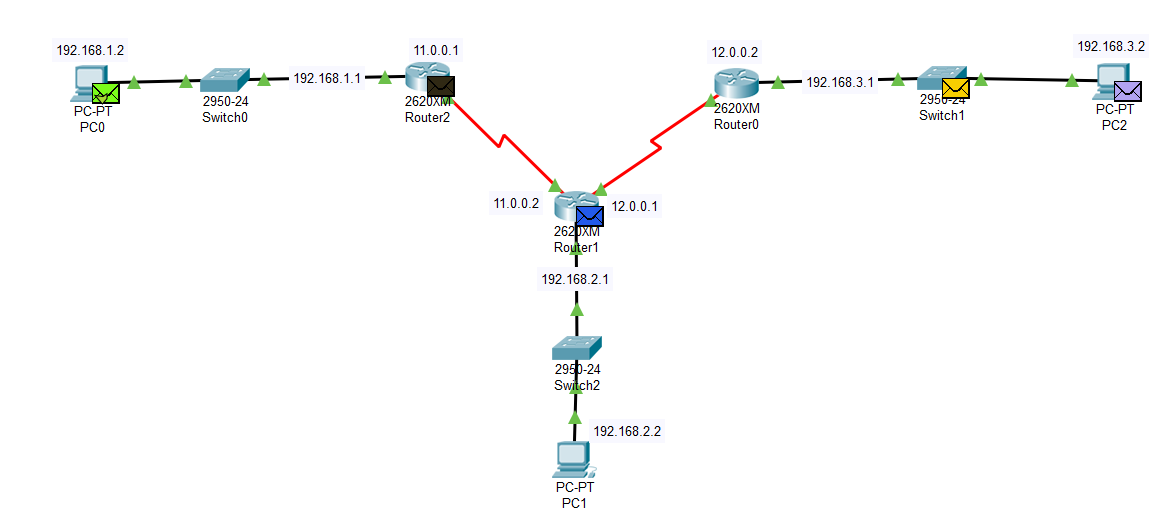 192.168.1.2
PC-PT
PC0
2950-24
Switch0
192.168.1.1
11.0.0.1
2620XM
Router2
12.0.0.2
2620XM
Router0
192.168.3.1
2950-24
Switch1
192.168.3.2
PC-PT
PC2
11.0.0.2
12.0.0.1
2620XM
Router1
192.168.2.1
2950-24
Switch2
192.168.2.2
PC-PT
PC1